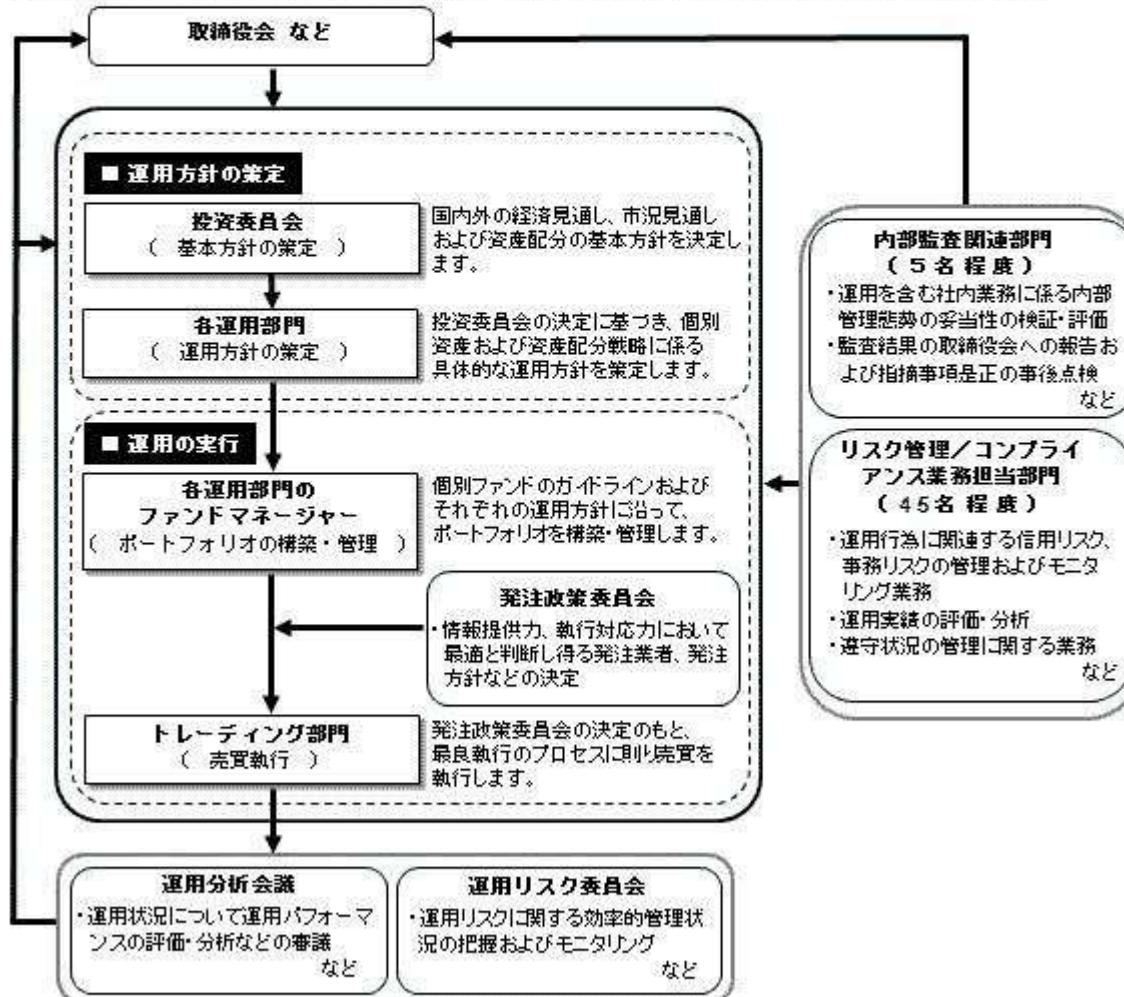 取締役会 など
■ 運用方針の策定
投資委員会
( 基本方針の策定 )
国内外の経済見通し、市況見通し
および資産配分の基本方針を決定し
ます。
各運用部門
( 運用方針の策定 )
投資委員会の決定に基づき、個別
資産および資産配分戦略に係る
具体的な運用方針を策定します。
■ 運用の実行
各運用部門の
ファンドマネージャー
( ポートフォリオの構築・管理 )
個別ファンドのガイドラインおよび
それぞれの運用方針に沿って、
ポートフォリオを構築・管理します。
発注政策委員会
・情報提供力、執行対応力において
最適と判断し得る発注業者、発注
方針などの決定
トレーディング部門
( 売買執行 )
発注政策委員会の決定のもと、
最良執行のプロセスに則り売買を
執行します。
運用分析会議
・運用状況について運用パフォーマ
ンスの評価・分析などの審議
など
運用リスク委員会
・運用リスクに関する効率的管理状
況の把握およびモニタリング
など
内部監査関連部門
( 5名程度 )
・運用を含む社内業務に係る内部
管理態勢の妥当性の検証・評価
・監査結果の取締役会への報告お
よび指摘事項是正の事後点検
など
リスク管理/コンプライ
アンス業務担当部門
( 45名程度 )
・運用行為に関連する信用リスク、
事務リスクの管理およびモニタ
リング業務
・運用実績の評価・分析
・遵守状況の管理に関する業務
など